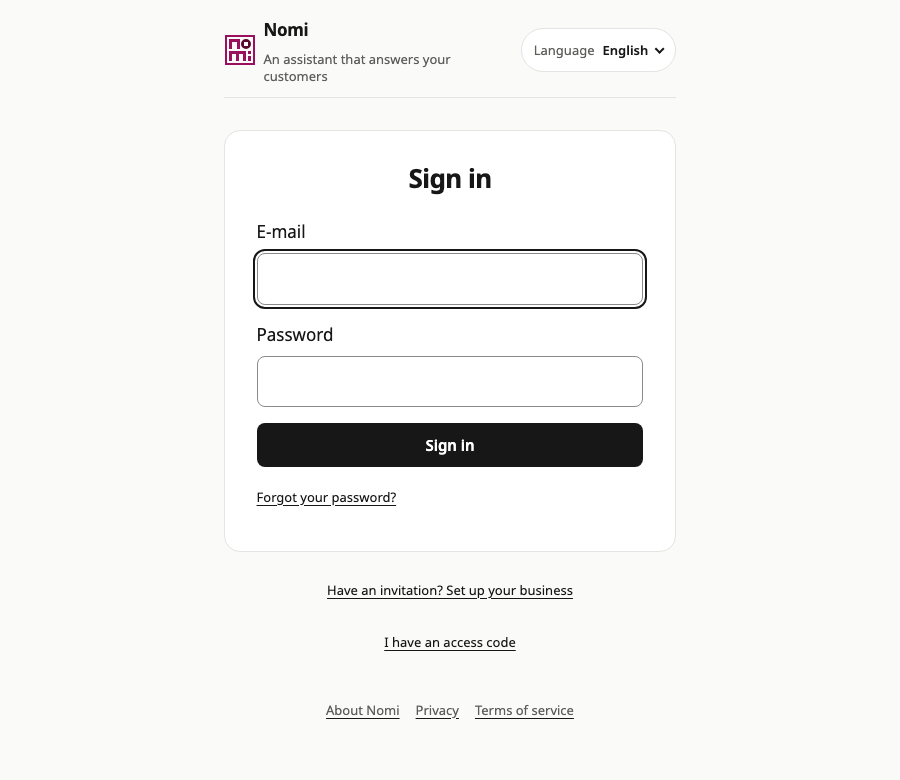 nomi
Nomi
An assistant that answers your
customers
Language English
Sign in
E-mail
Password
Sign in
Forgot your password?
Have an invitation? Set up your business
I have an access code
About Nomi Privacy Terms of service